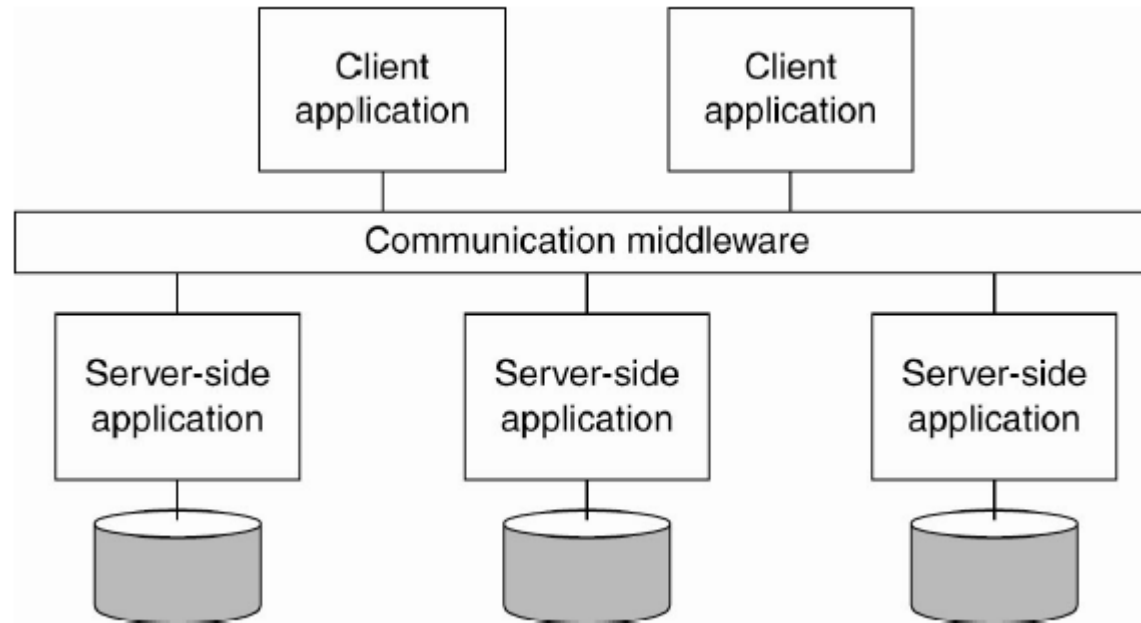 Client
application
Client
application
Communication middleware
Server-side
application
Server-side
application
Server-side
application